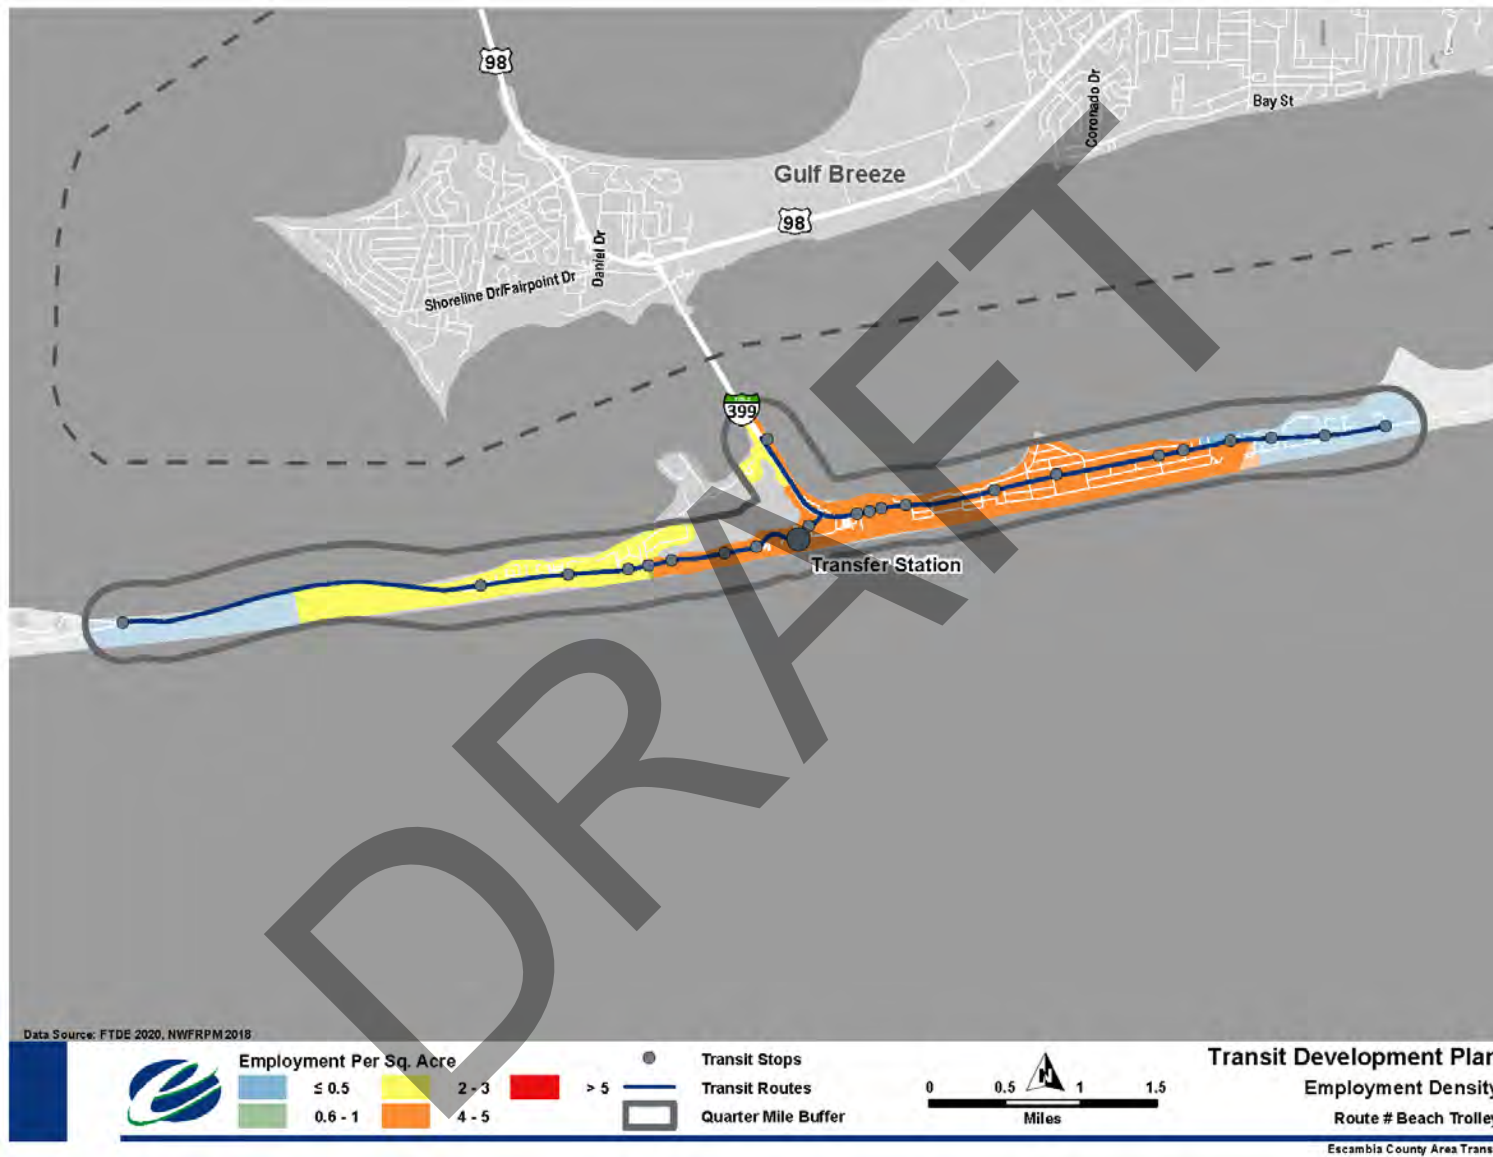 98
Coronado Dr
Bay St
Gulf Breeze
98
Daniel Dr
Shoreline Dr/Fairpoint Dr
399
Transfer Station
DRAFT
Data Source: FTDE 2020, NWFRPM 2018
Employment Per Sq. Acre
≤ 0.5
2 - 3
> 5
0.6 - 1
4 - 5
Transit Stops
Transit Routes
Quarter Mile Buffer
N
0 0.5 1 1.5
Miles
Transit Development Plan
Employment Density
Route # Beach Trolley
Escambia County Area Trans